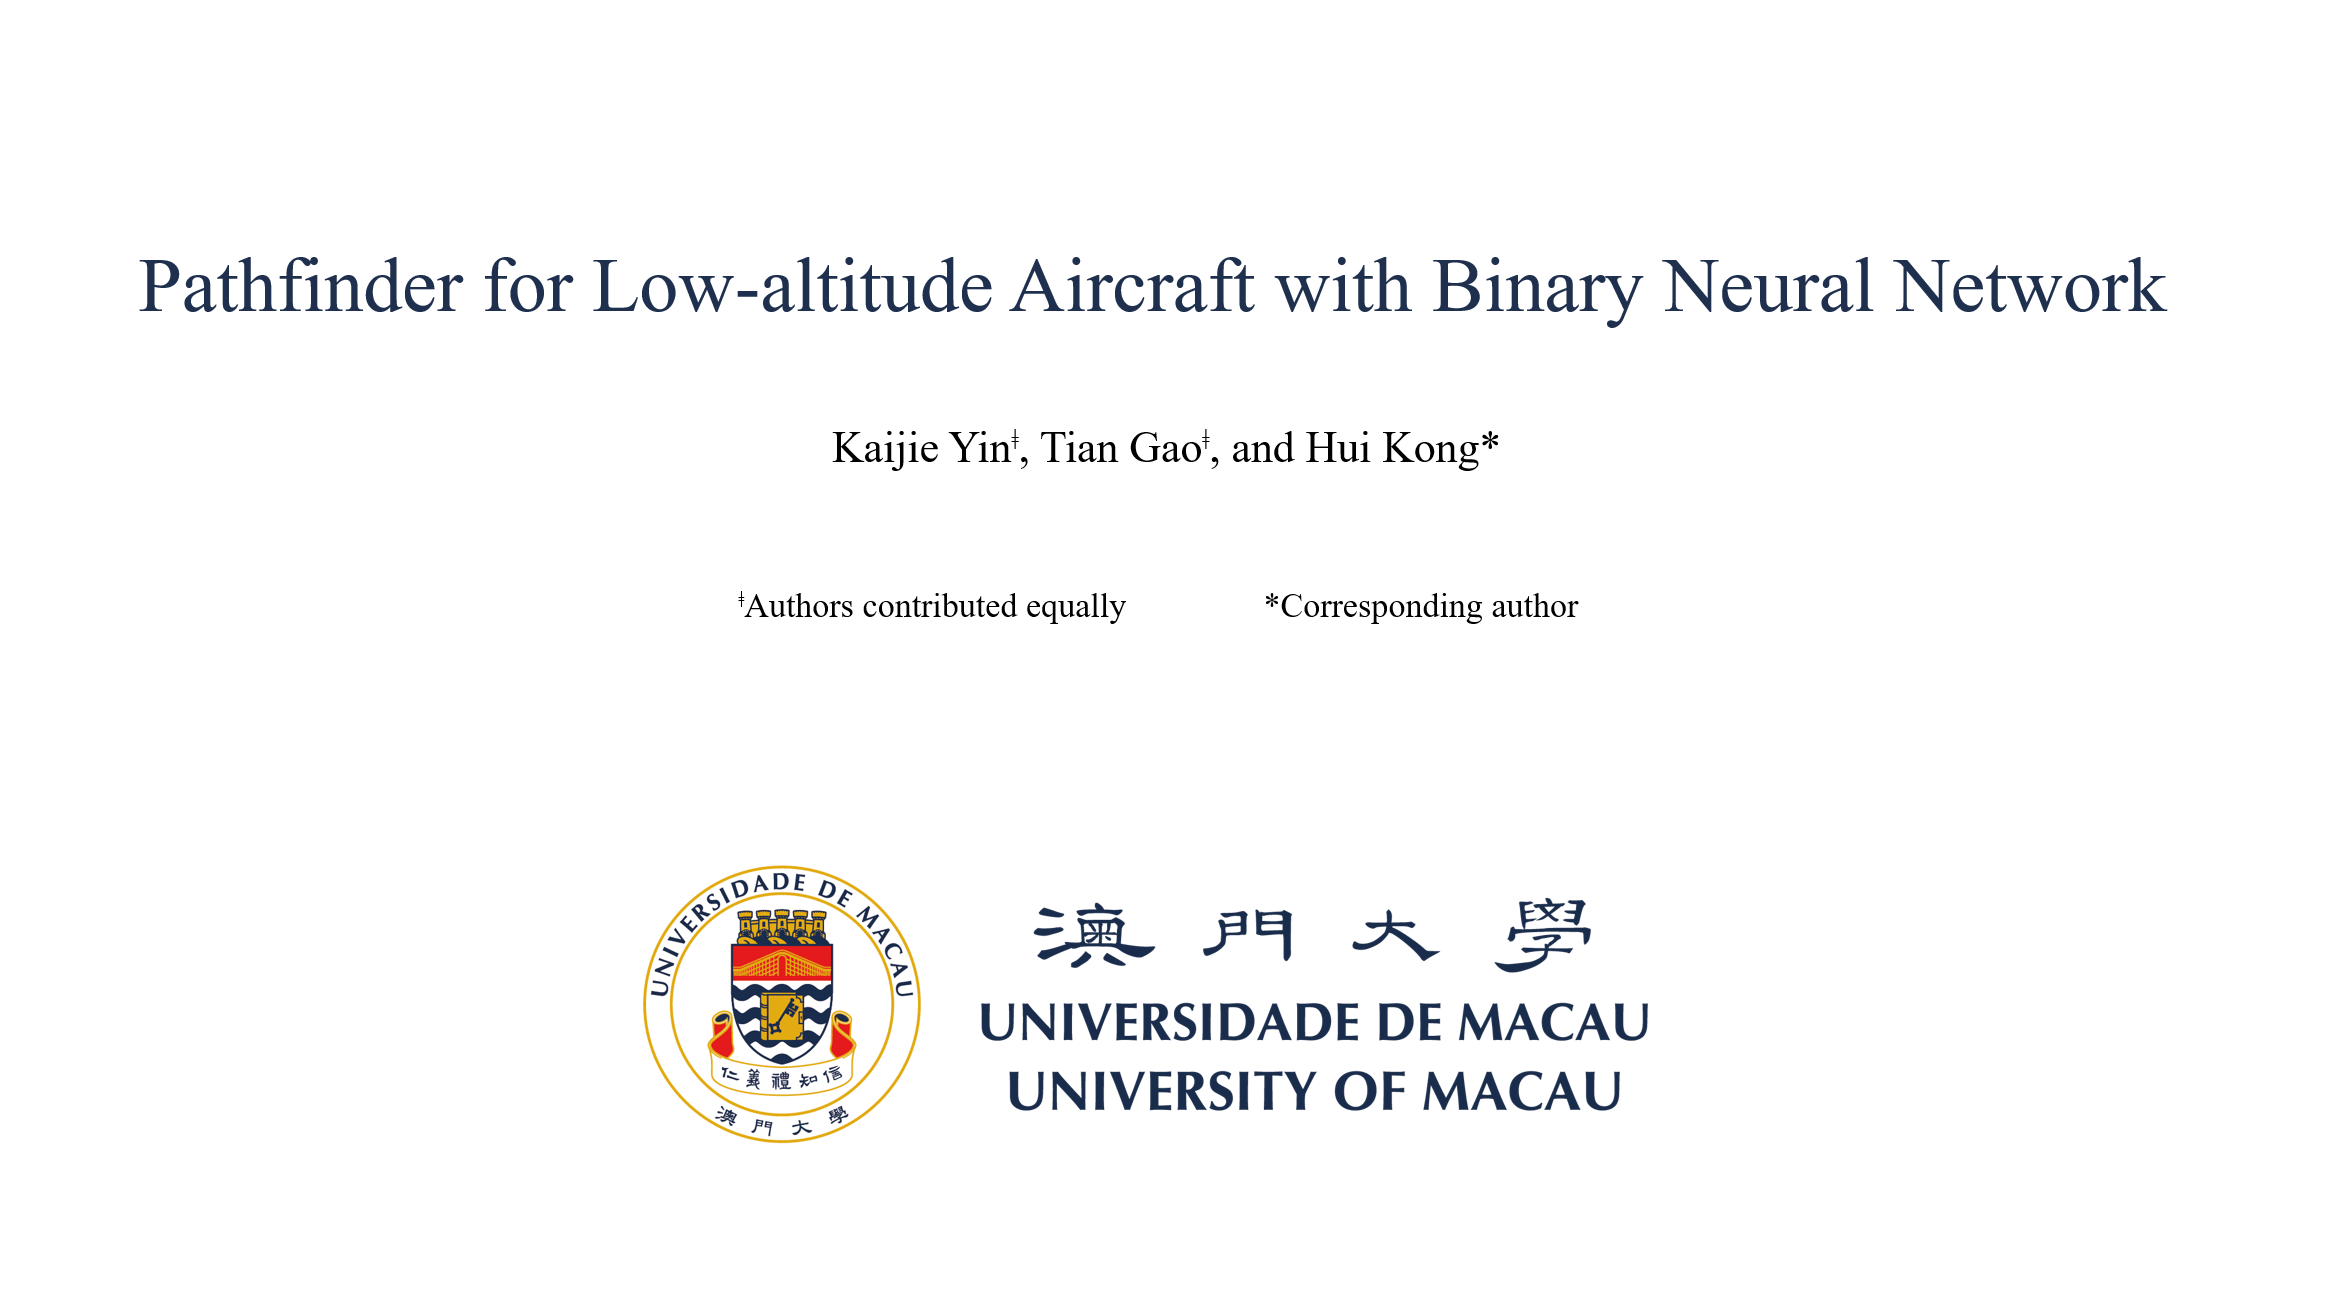 Pathfinder for Low-altitude Aircraft with Binary Neural Network
Kaijie Yin‡, Tian Gao‡, and Hui Kong*
‡Authors contributed equally
*Corresponding author
UNIVERSIDADE DE MACAU
仁義禮知信
澳門大學
澳門大學
UNIVERSIDADE DE MACAU
UNIVERSITY OF MACAU